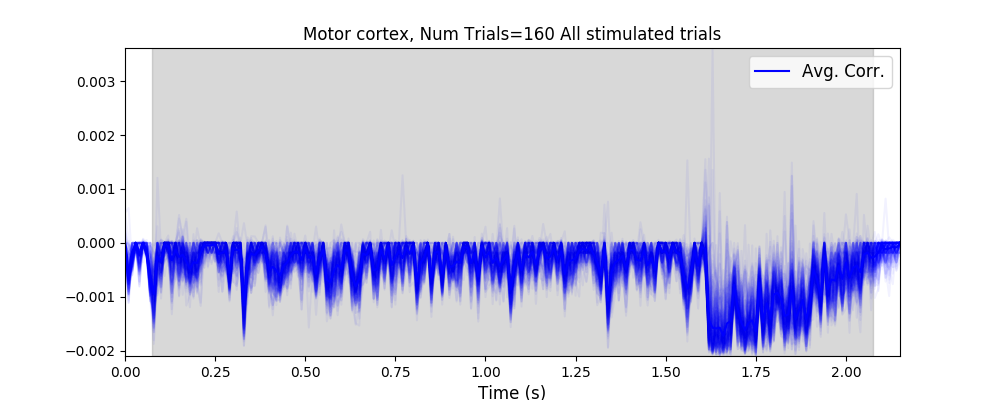 Motor cortex, Num Trials=160 All stimulated trials
Avg. Corr.
0.003
0.002
0.001
0.000
−0.001
−0.002
0.00 0.25 0.50 0.75 1.00 1.25 1.50 1.75 2.00
Time (s)